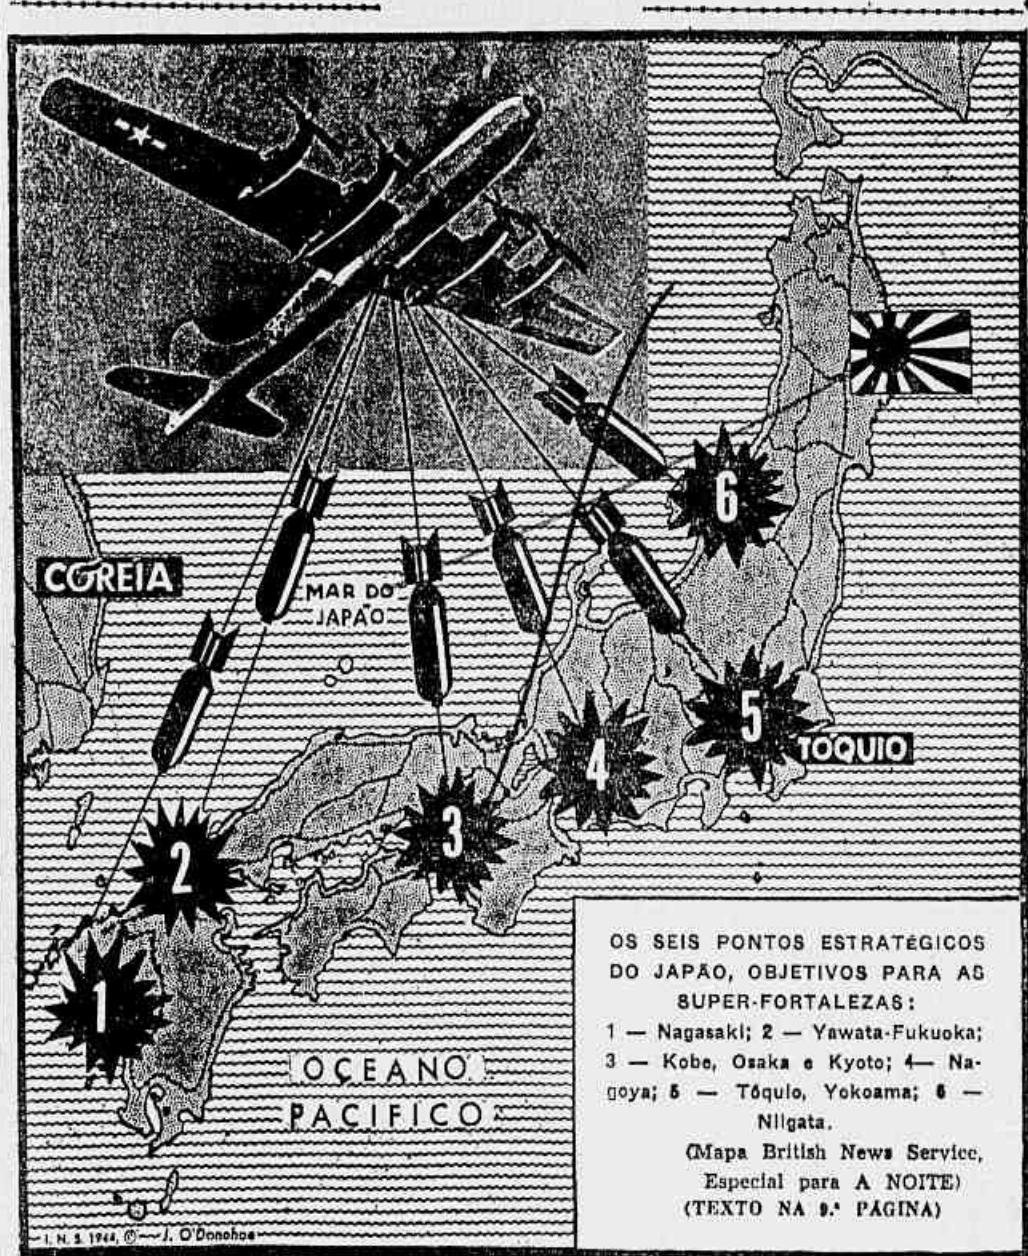 COREIA
MAR DO
JAPÃO
6
5
TÓQUIO
4
3
2
1
OCEANO
PACIFICO
OS SEIS PONTOS ESTRATÉGICOS
DO JAPÃO, OBJETIVOS PARA AS
SUPER-FORTALEZAS:
1 — Nagasaki; 2 — Yawata-Fukuoka;
3 — Kobe, Osaka e Kyoto; 4— Na-
goya; 5 — Tóquio, Yokoama; 6 —
Niigata.
(Mapa British News Service,
Especial para A NOITE)
(TEXTO NA 9.ª PÁGINA)
I. N. S. 1944, © — J. O'Donohoe